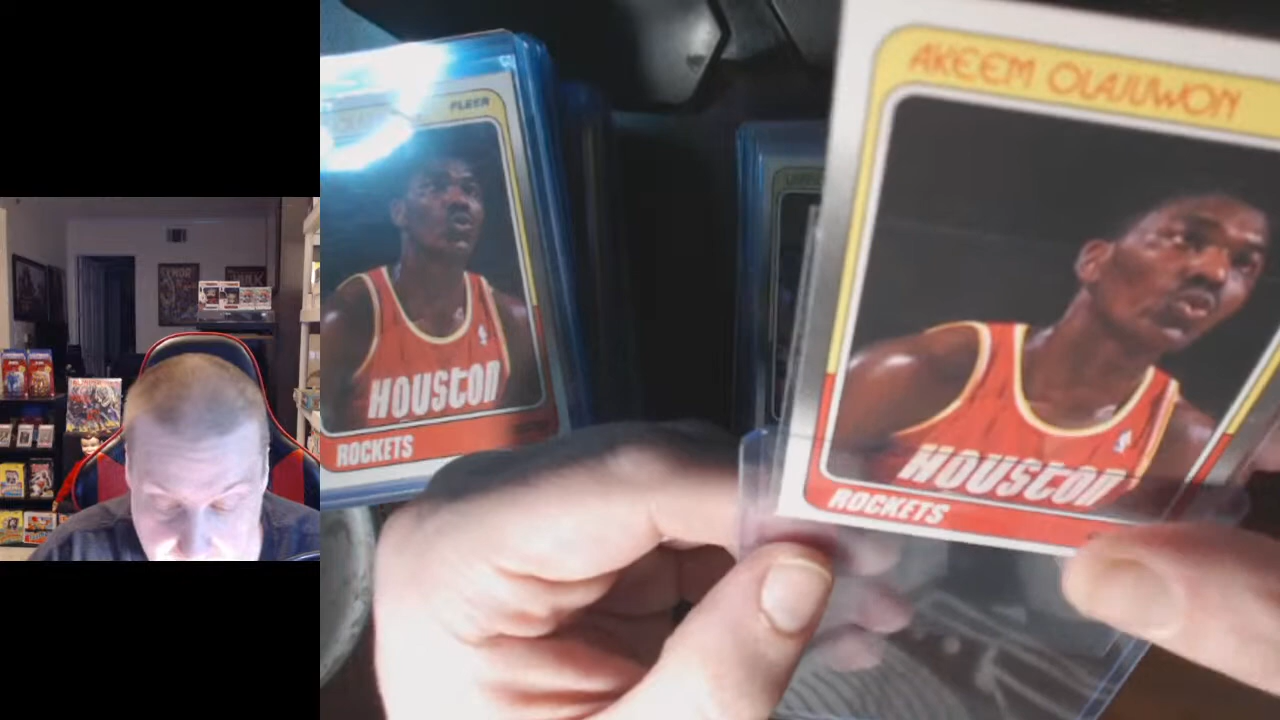 FLEER
HOUSTON
ROCKETS
AKEEM OLAJUWON
HOUSTON
ROCKETS